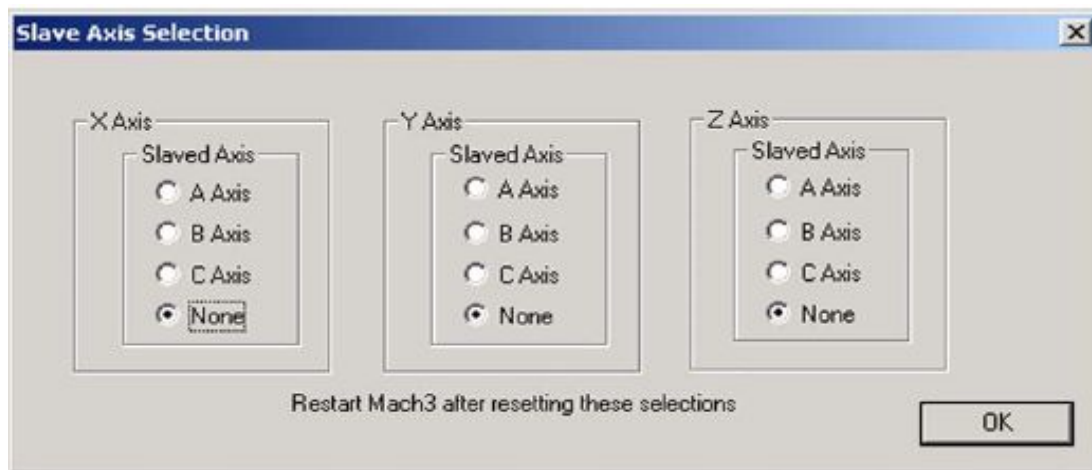 Slave Axis Selection
X Axis
Slaved Axis
A Axis
B Axis
C Axis
None
Y Axis
Slaved Axis
A Axis
B Axis
C Axis
None
Z Axis
Slaved Axis
A Axis
B Axis
C Axis
None
Restart Mach3 after resetting these selections
OK